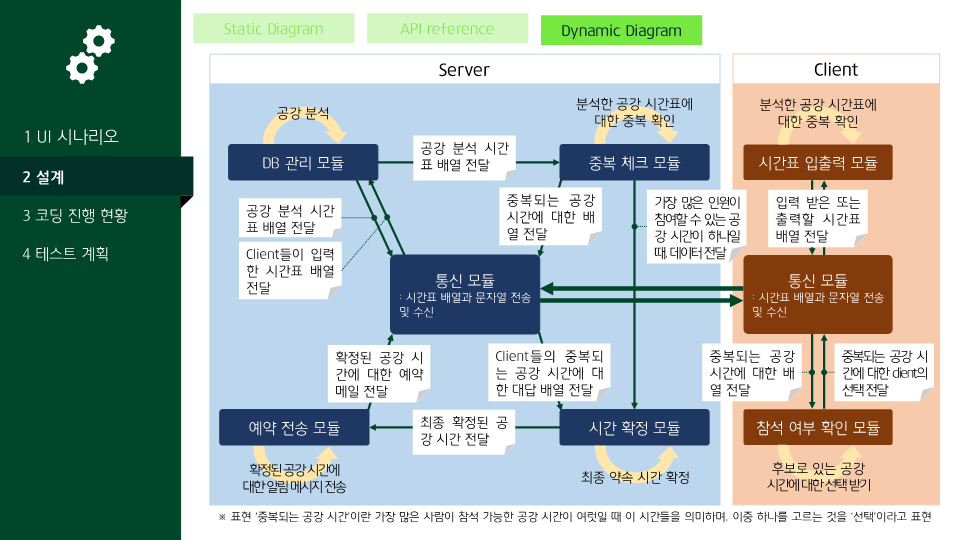 Static Diagram
API reference
Dynamic Diagram
1 UI 시나리오
2 설계
3 코딩 진행 현황
4 테스트 계획
Server
공강 분석
분석한 공강 시간표에
대한 중복 확인
DB 관리 모듈
공강 분석 시간
표 배열 전달
중복 체크 모듈
공강 분석 시간
표 배열 전달
Client들이 입력
한 시간표 배열
전달
중복되는 공강
시간에 대한 배
열 전달
가장 많은 인원이
참여할 수 있는 공
강 시간이 하나일
때, 데이터 전달
통신 모듈
: 시간표 배열과 문자열 전송
및 수신
확정된 공강 시
간에 대한 예약
메일 전달
Client들의 중복되
는 공강 시간에 대
한 대답 배열 전달
예약 전송 모듈
최종 확정된 공
강 시간 전달
시간 확정 모듈
확정된 공강 시간에
대한 알림 메시지 전송
최종 약속 시간 확정
Client
분석한 공강 시간표에
대한 중복 확인
시간표 입출력 모듈
입력 받은 또는
출력할 시간표
배열 전달
통신 모듈
: 시간표 배열과 문자열 전송
및 수신
중복되는 공강
시간에 대한 배
열 전달
중복되는 공강 시
간에 대한 client의
선택 전달
참석 여부 확인 모듈
후보로 있는 공강
시간에 대한 선택 받기
※ 표현 '중복되는 공강 시간'이란 가장 많은 사람이 참석 가능한 공강 시간이 여럿일 때 이 시간들을 의미하며, 이중 하나를 고르는 것을 '선택'이라고 표현